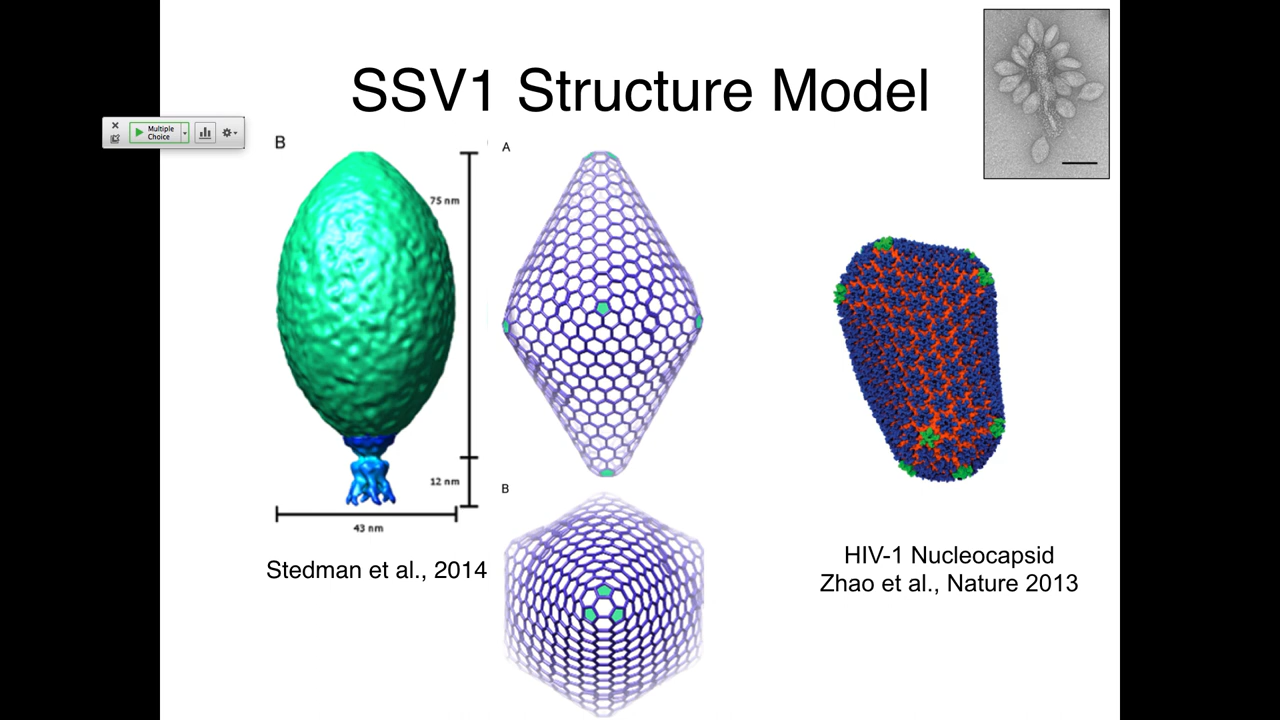 SSV1 Structure Model
Multiple
Choice
B
75 nm
12 nm
43 nm
Stedman et al., 2014
A
B
HIV-1 Nucleocapsid
Zhao et al., Nature 2013